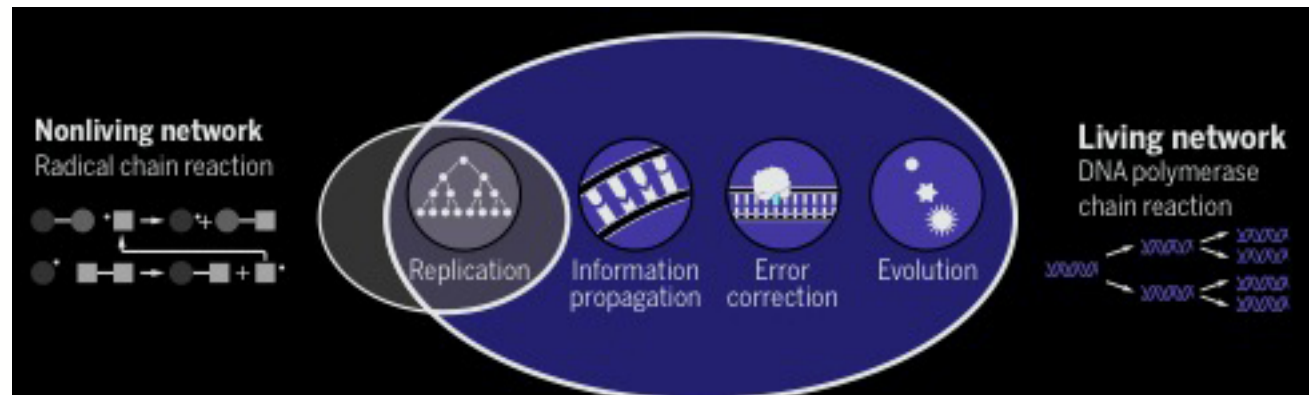 Nonliving network
Radical chain reaction
Replication
Information
propagation
Error
correction
Evolution
Living network
DNA polymerase
chain reaction